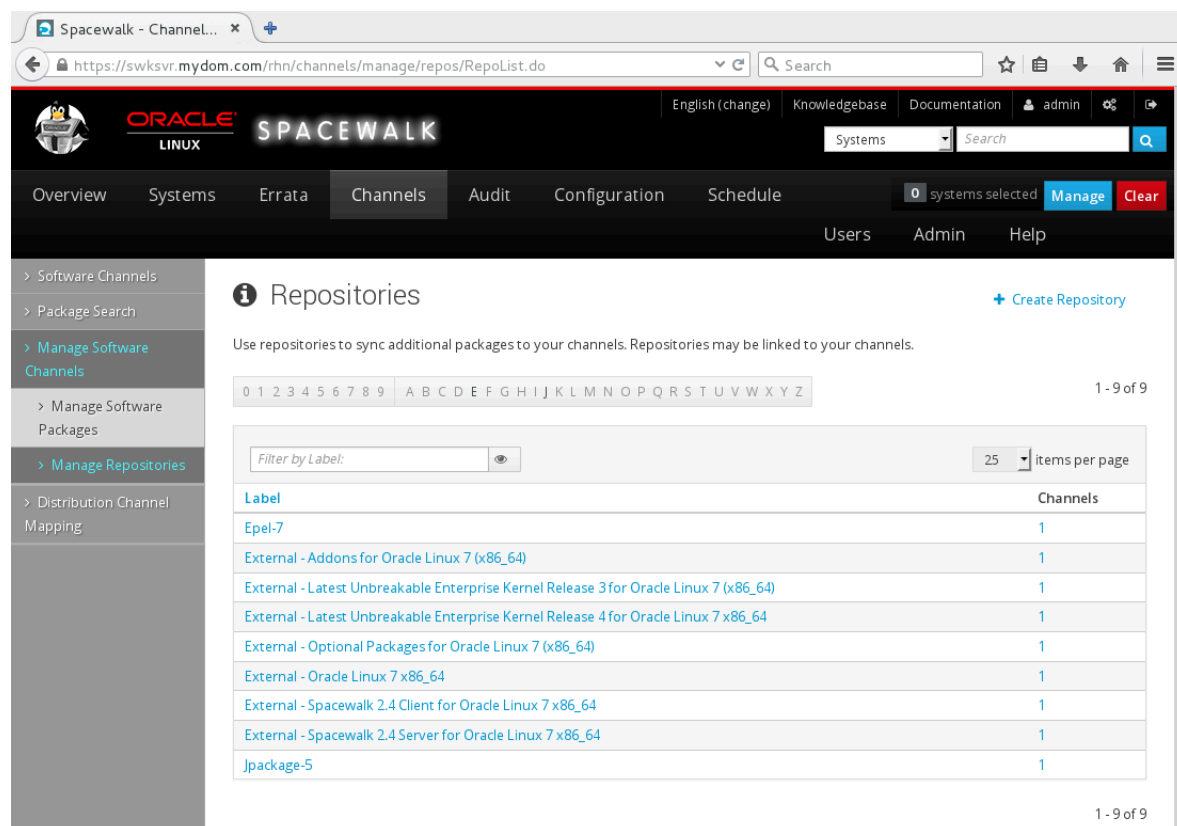 Spacewalk - Channel...
https://swksvr.mydom.com/rhn/channels/manage/repos/RepoList.do
Search
English (change) Knowledgebase Documentation admin
ORACLE
LINUX
SPACEWALK
Systems
Search
Overview Systems Errata Channels Audit Configuration Schedule
0 systems selected Manage Clear
Users Admin Help
> Software Channels
> Package Search
> Manage Software
Channels
> Manage Software
Packages
> Manage Repositories
> Distribution Channel
Mapping
Repositories
+ Create Repository
Use repositories to sync additional packages to your channels. Repositories may be linked to your channels.
0 1 2 3 4 5 6 7 8 9 A B C D E F G H I J K L M N O P Q R S T U V W X Y Z
1 - 9 of 9
Filter by Label:
25 items per page
Label Channels
Epel-7 1
External - Addons for Oracle Linux 7 (x86_64) 1
External - Latest Unbreakable Enterprise Kernel Release 3 for Oracle Linux 7 (x86_64) 1
External - Latest Unbreakable Enterprise Kernel Release 4 for Oracle Linux 7 x86_64 1
External - Optional Packages for Oracle Linux 7 (x86_64) 1
External - Oracle Linux 7 x86_64 1
External - Spacewalk 2.4 Client for Oracle Linux 7 x86_64 1
External - Spacewalk 2.4 Server for Oracle Linux 7 x86_64 1
Jpackage-5 1
1 - 9 of 9